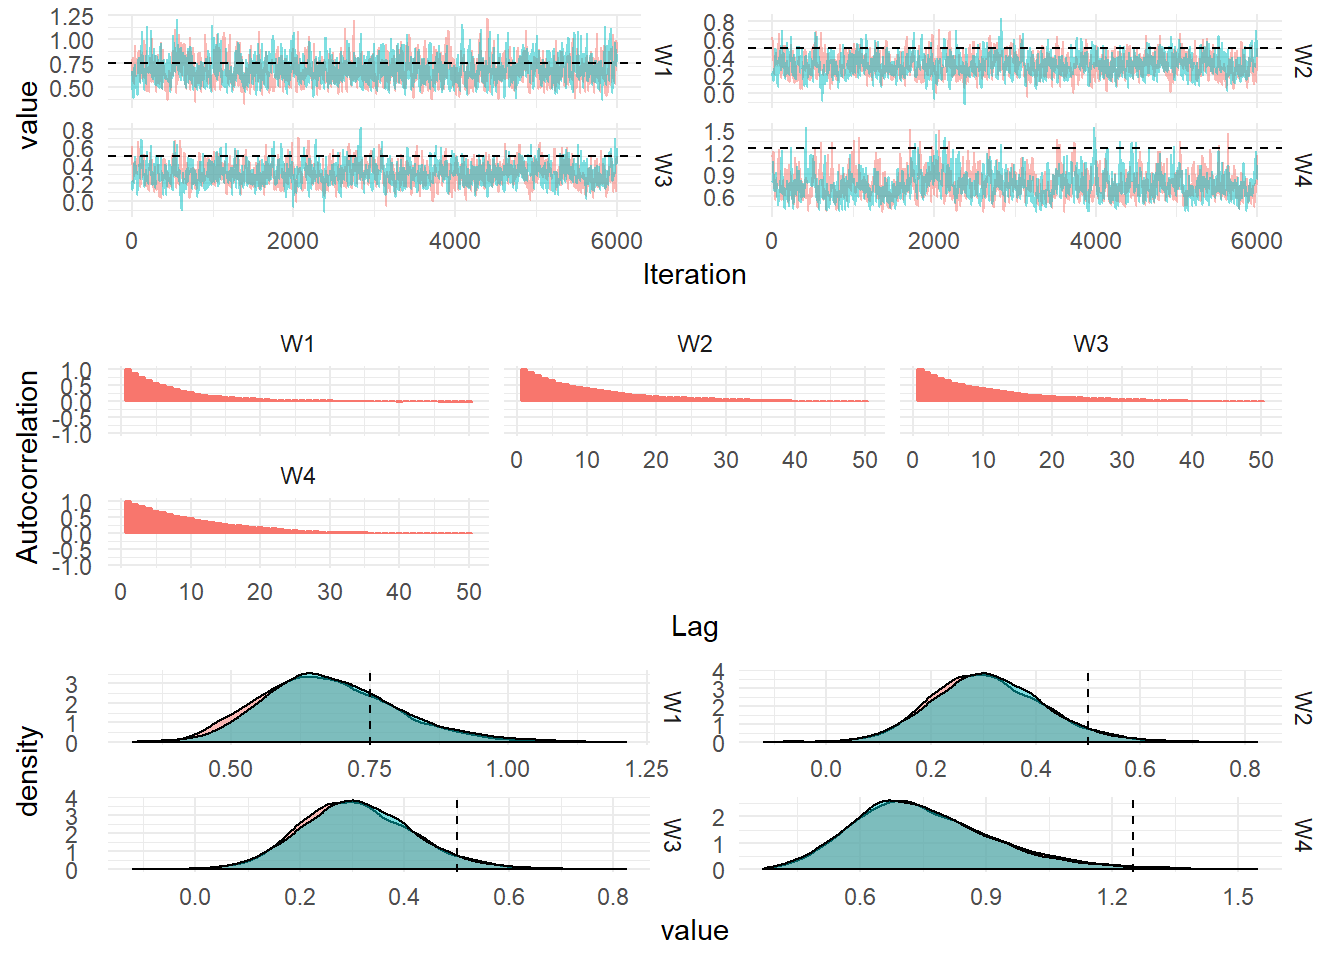 value
1.25
1.00
0.75
0.50
W1
0.8
0.6
0.4
0.2
0.0
W2
0.8
0.6
0.4
0.2
0.0
W3
1.5
1.2
0.9
0.6
W4
0 2000 4000 6000
0 2000 4000 6000
Iteration
Autocorrelation
W1 W2 W3
1.0
0.5
0.0
-0.5
-1.0
0 10 20 30 40 50
0 10 20 30 40 50
W4
1.0
0.5
0.0
-0.5
-1.0
0 10 20 30 40 50
Lag
density
3
2
1
0
W1
0.50 0.75 1.00 1.25
4
3
2
1
0
W2
0.0 0.2 0.4 0.6 0.8
4
3
2
1
0
W3
0.0 0.2 0.4 0.6 0.8
2
1
0
W4
0.6 0.9 1.2 1.5
value